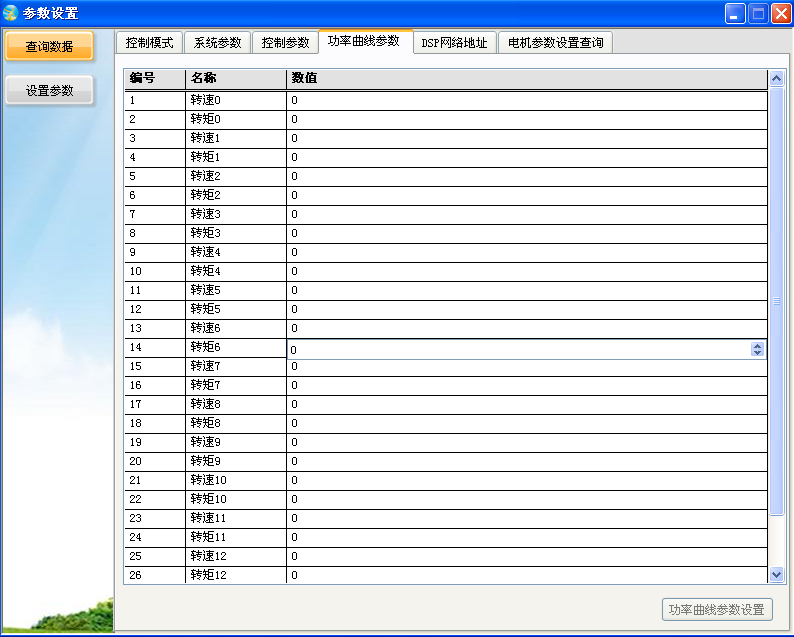 参数设置
查询数据
设置参数
控制模式 系统参数 控制参数 功率曲线参数 DSP网络地址 电机参数设置查询
编号 名称 数值
1 转速0 0
2 转矩0 0
3 转速1 0
4 转矩1 0
5 转速2 0
6 转矩2 0
7 转速3 0
8 转矩3 0
9 转速4 0
10 转矩4 0
11 转速5 0
12 转矩5 0
13 转速6 0
14 转矩6 0
15 转速7 0
16 转矩7 0
17 转速8 0
18 转矩8 0
19 转速9 0
20 转矩9 0
21 转速10 0
22 转矩10 0
23 转速11 0
24 转矩11 0
25 转速12 0
26 转矩12 0
功率曲线参数设置